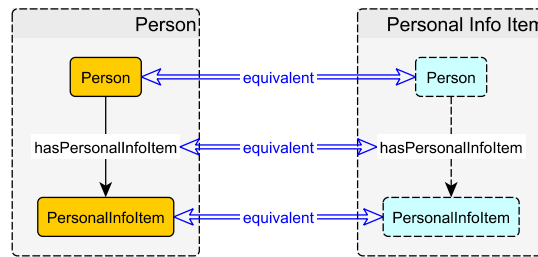 Person
Personal Info Item
Person
equivalent
Person
hasPersonalInfoItem
equivalent
hasPersonalInfoItem
PersonalInfoItem
equivalent
PersonalInfoItem